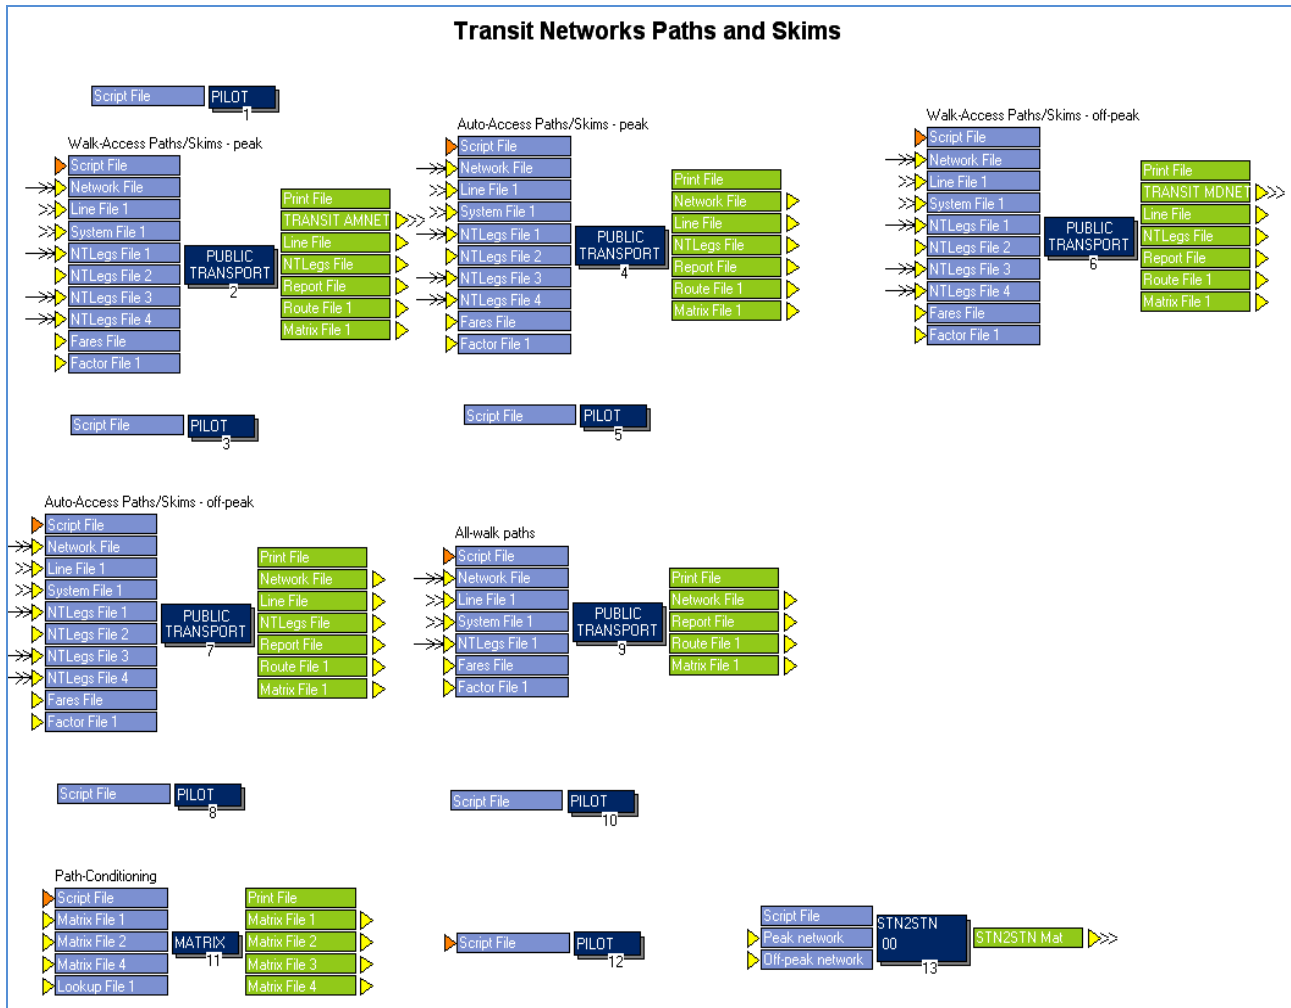 Transit Networks Paths and Skims
Script File
PILOT
1
Walk-Access Paths/Skims - peak
Script File
Network File
Line File 1
System File 1
NTLegs File 1
NTLegs File 2
NTLegs File 3
NTLegs File 4
Fares File
Factor File 1
PUBLIC
TRANSPORT
2
Print File
TRANSIT AMNET
Line File
NTLegs File
Report File
Route File 1
Matrix File 1
Auto-Access Paths/Skims - peak
Script File
Network File
Line File 1
System File 1
NTLegs File 1
NTLegs File 2
NTLegs File 3
NTLegs File 4
Fares File
Factor File 1
PUBLIC
TRANSPORT
4
Print File
Network File
Line File
NTLegs File
Report File
Route File 1
Matrix File 1
Walk-Access Paths/Skims - off-peak
Script File
Network File
Line File 1
System File 1
NTLegs File 1
NTLegs File 2
NTLegs File 3
NTLegs File 4
Fares File
Factor File 1
PUBLIC
TRANSPORT
6
Print File
TRANSIT MDNET
Line File
NTLegs File
Report File
Route File 1
Matrix File 1
Script File
PILOT
3
Script File
PILOT
5
Auto-Access Paths/Skims - off-peak
Script File
Network File
Line File 1
System File 1
NTLegs File 1
NTLegs File 2
NTLegs File 3
NTLegs File 4
Fares File
Factor File 1
PUBLIC
TRANSPORT
7
Print File
Network File
Line File
NTLegs File
Report File
Route File 1
Matrix File 1
All-walk paths
Script File
Network File
Line File 1
System File 1
NTLegs File 1
Fares File
Factor File 1
PUBLIC
TRANSPORT
9
Print File
Network File
Report File
Route File 1
Matrix File 1
Script File
PILOT
8
Script File
PILOT
10
Path-Conditioning
Script File
Matrix File 1
Matrix File 2
Matrix File 4
Lookup File 1
MATRIX
11
Print File
Matrix File 1
Matrix File 2
Matrix File 3
Matrix File 4
Script File
PILOT
12
Script File
Peak network
Off-peak network
STN2STN
00
13
STN2STN Mat